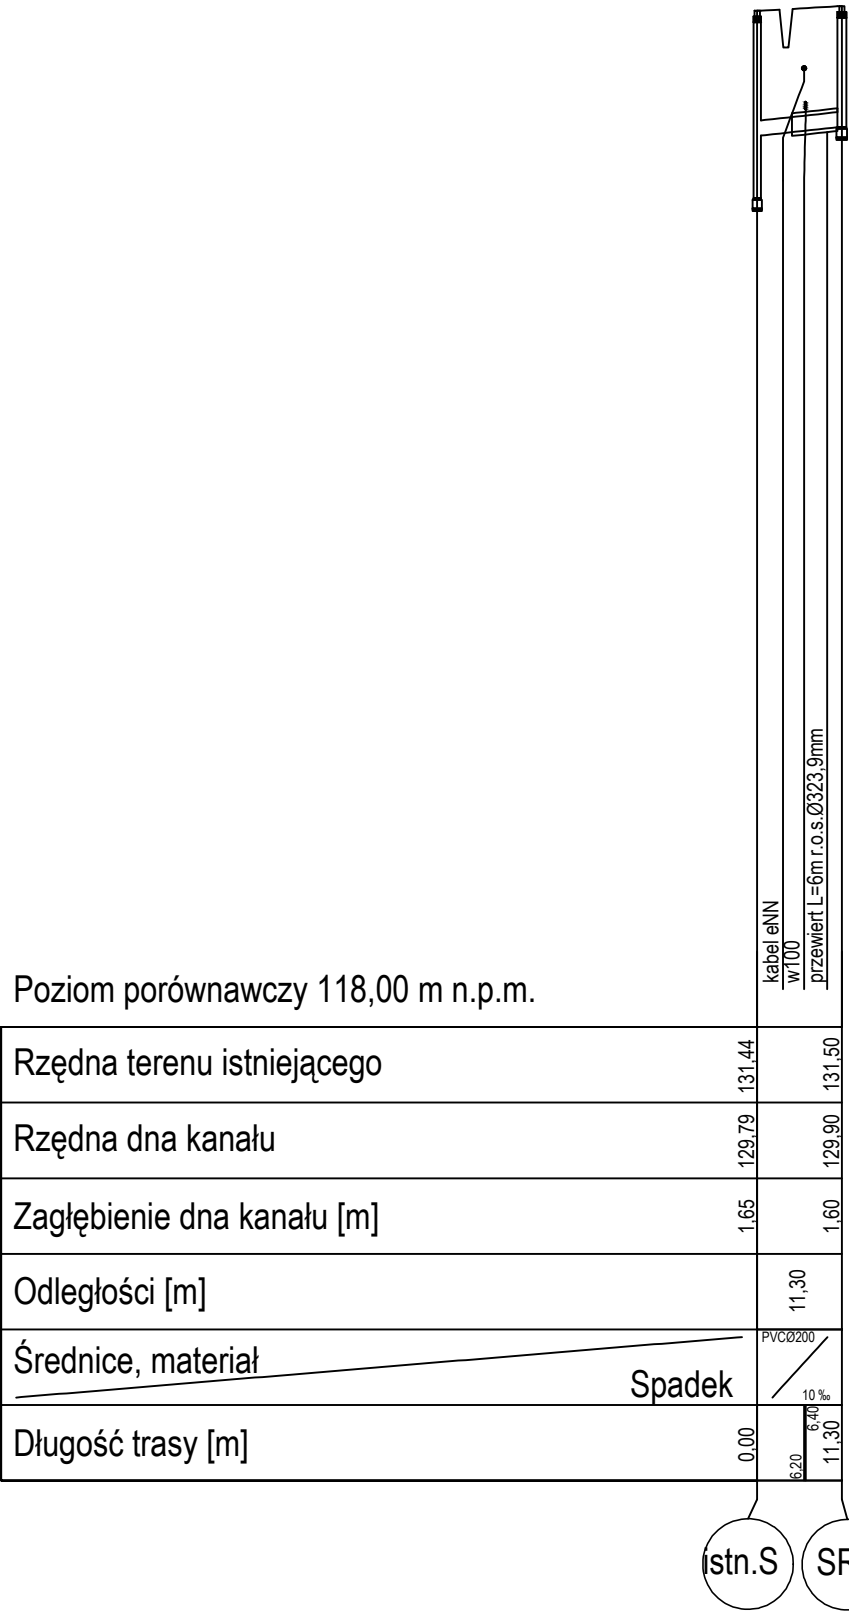 kabel eNN
w100
przewiert L=6m r.o.s.Ø323,9mm
Poziom porównawczy 118,00 m n.p.m.
Rzędna terenu istniejącego 131,44 131,50
Rzędna dna kanału 129,79 129,90
Zagłębienie dna kanału [m] 1,65 1,60
Odległości [m] 11,30
Średnice, materiał PVCØ200
Spadek 10 ‰
Długość trasy [m] 0,00 6,20 6,40 11,30
istn.S